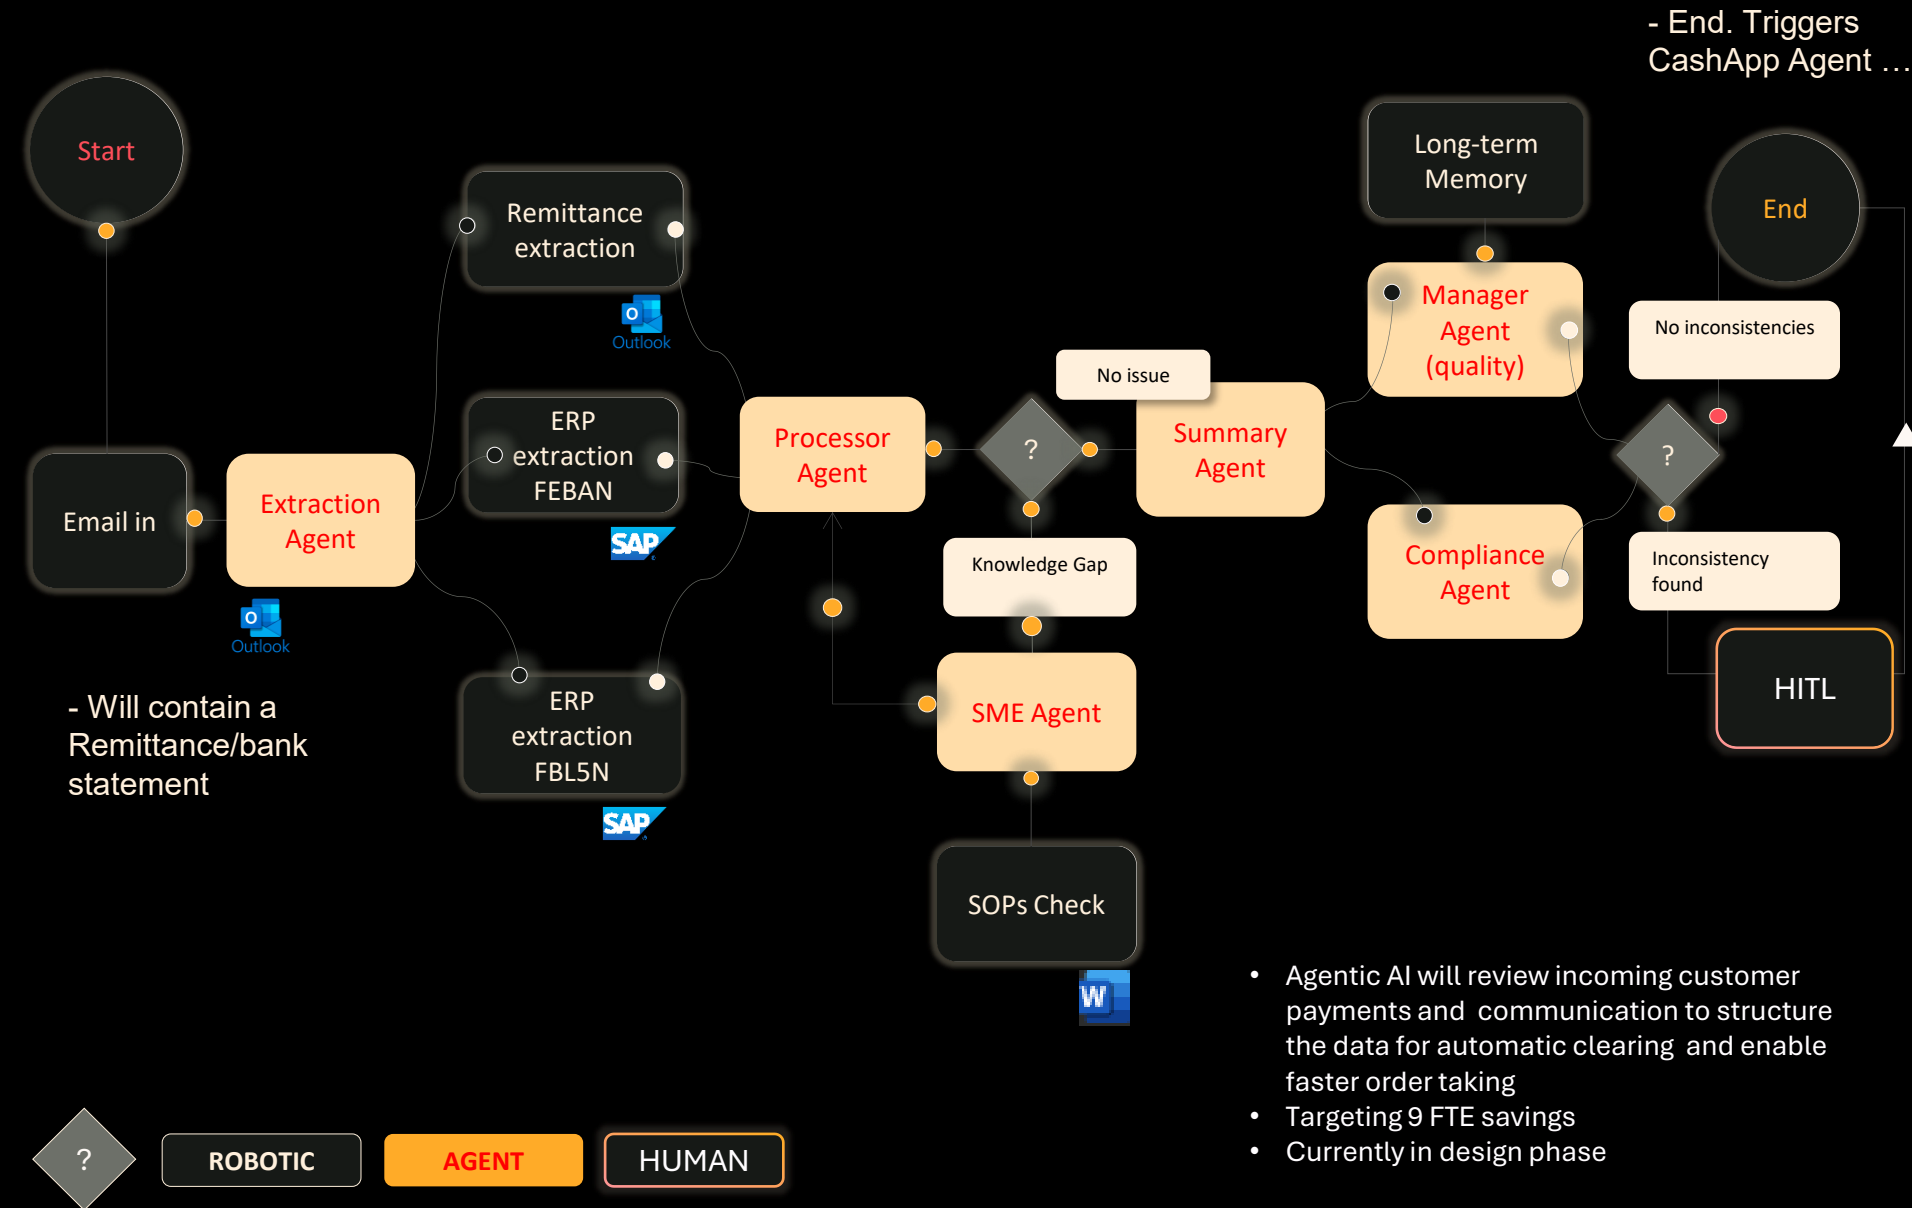 - End. Triggers
CashApp Agent ...
Start
Remittance
extraction
Outlook
Long-term
Memory
End
Manager
Agent
(quality)
No inconsistencies
No issue
ERP
extraction
FEBAN
SAP
Processor
Agent
?
Summary
Agent
?
Email in
Extraction
Agent
Outlook
Knowledge Gap
Compliance
Agent
Inconsistency
found
HITL
- Will contain a
Remittance/bank
statement
ERP
extraction
FBL5N
SAP
SME Agent
SOPs Check
W
• Agentic AI will review incoming customer
payments and communication to structure
the data for automatic clearing and enable
faster order taking
• Targeting 9 FTE savings
• Currently in design phase
?
ROBOTIC
AGENT
HUMAN